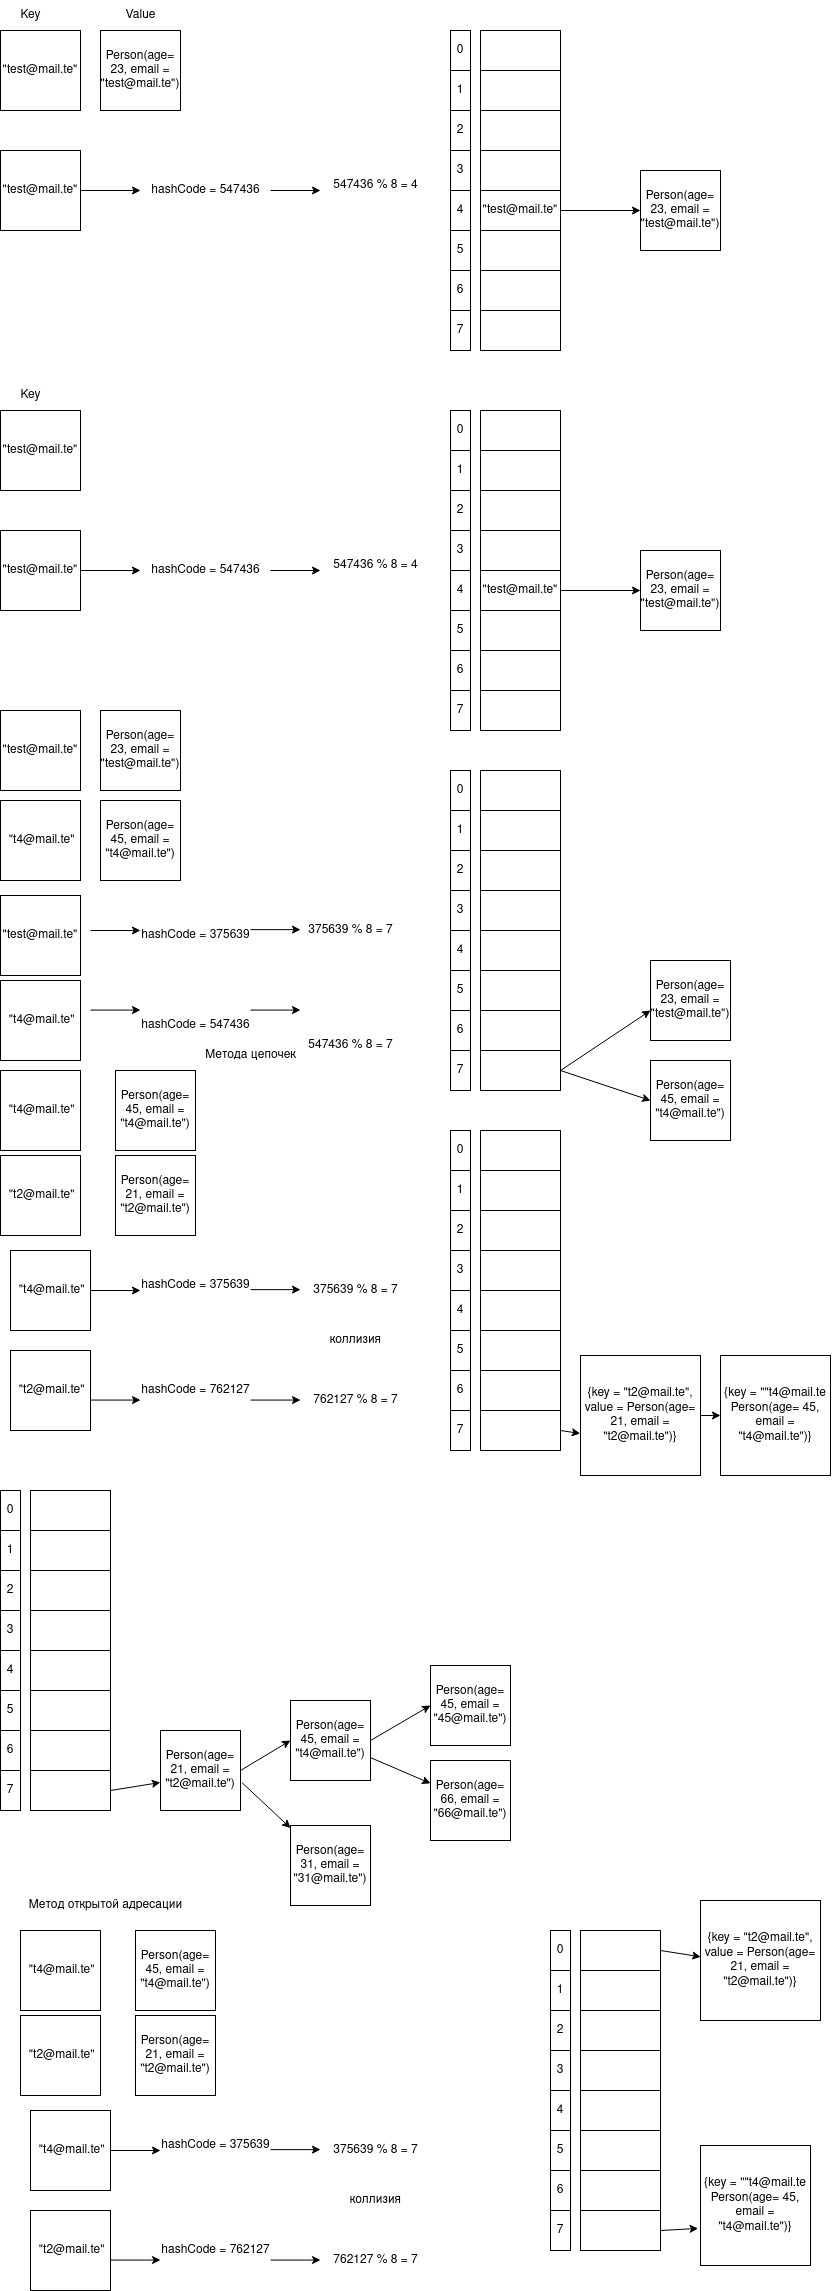 Key
Value
"test@mail.te"
Person(age=
23, email =
"test@mail.te")
"test@mail.te"
hashCode = 547436
547436 % 8 = 4
0
1
2
3
4
"test@mail.te"
5
6
7
Person(age=
23, email =
"test@mail.te")
Key
"test@mail.te"
"test@mail.te"
hashCode = 547436
547436 % 8 = 4
0
1
2
3
4
"test@mail.te"
5
6
7
Person(age=
23, email =
"test@mail.te")
"test@mail.te"
Person(age=
23, email =
"test@mail.te")
"t4@mail.te"
Person(age=
45, email =
"t4@mail.te")
"test@mail.te"
hashCode = 375639
375639 % 8 = 7
"t4@mail.te"
hashCode = 547436
547436 % 8 = 7
0
1
2
3
4
5
6
7
Person(age=
23, email =
"test@mail.te")
Person(age=
45, email =
"t4@mail.te")
Метода цепочек
"t4@mail.te"
Person(age=
45, email =
"t4@mail.te")
"t2@mail.te"
Person(age=
21, email =
"t2@mail.te")
"t4@mail.te"
hashCode = 375639
375639 % 8 = 7
коллизия
"t2@mail.te"
hashCode = 762127
762127 % 8 = 7
0
1
2
3
4
5
6
7
{key = "t2@mail.te",
value = Person(age=
21, email =
"t2@mail.te")}
{key = ""t4@mail.te
Person(age= 45,
email =
"t4@mail.te")}
0
1
2
3
4
5
6
7
Person(age=
21, email =
"t2@mail.te")
Person(age=
45, email =
"t4@mail.te")
Person(age=
31, email =
"31@mail.te")
Person(age=
45, email =
"45@mail.te")
Person(age=
66, email =
"66@mail.te")
Метод открытой адресации
"t4@mail.te"
Person(age=
45, email =
"t4@mail.te")
"t2@mail.te"
Person(age=
21, email =
"t2@mail.te")
"t4@mail.te"
hashCode = 375639
375639 % 8 = 7
коллизия
"t2@mail.te"
hashCode = 762127
762127 % 8 = 7
0
1
2
3
4
5
6
7
{key = "t2@mail.te",
value = Person(age=
21, email =
"t2@mail.te")}
{key = ""t4@mail.te
Person(age= 45,
email =
"t4@mail.te")}